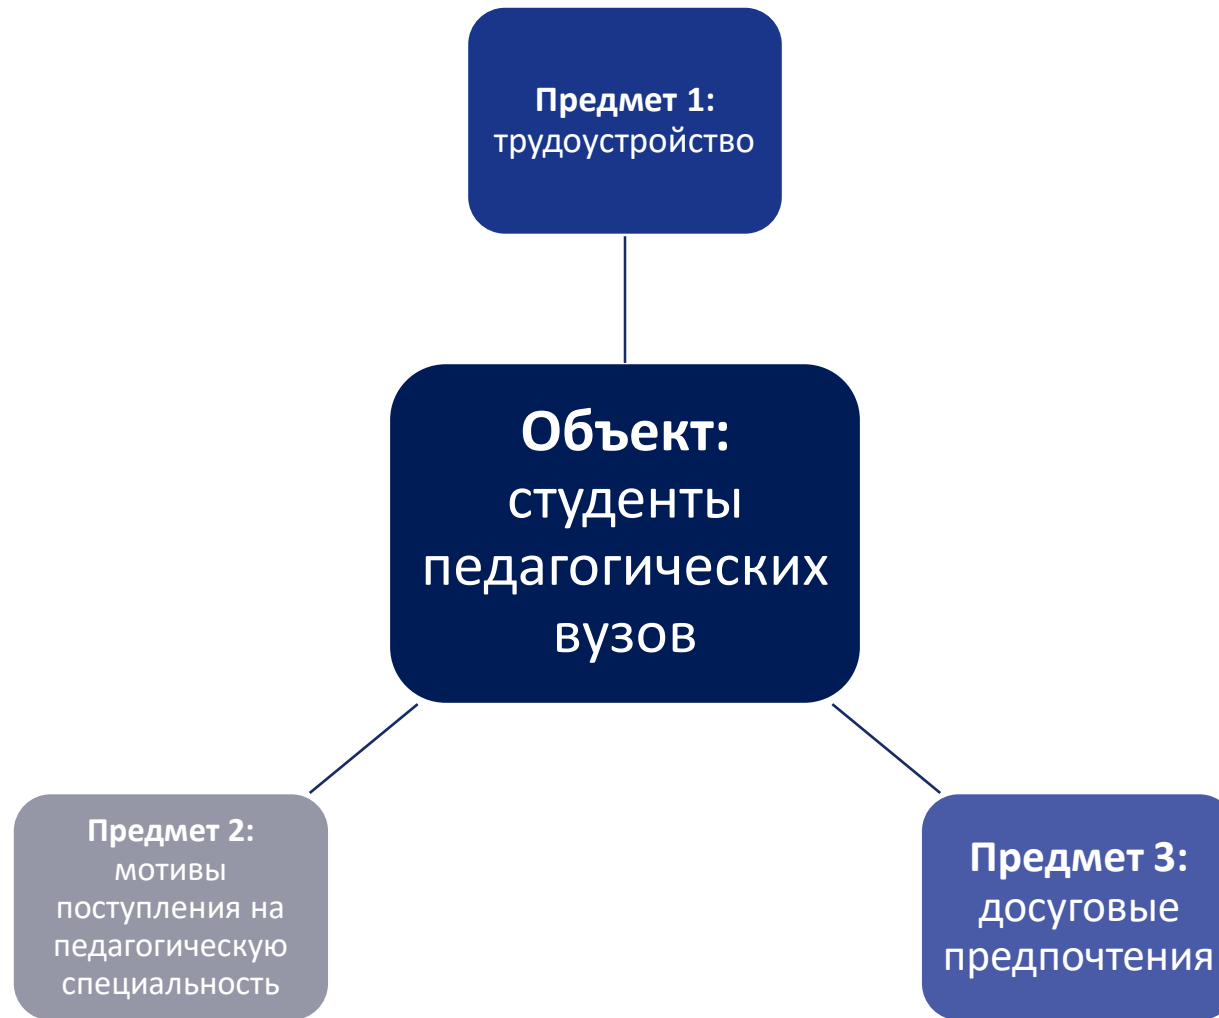 Предмет 1:
трудоустройство
Объект:
студенты
педагогических
вузов
Предмет 2:
мотивы
поступления на
педагогическую
специальность
Предмет 3:
досуговые
предпочтения